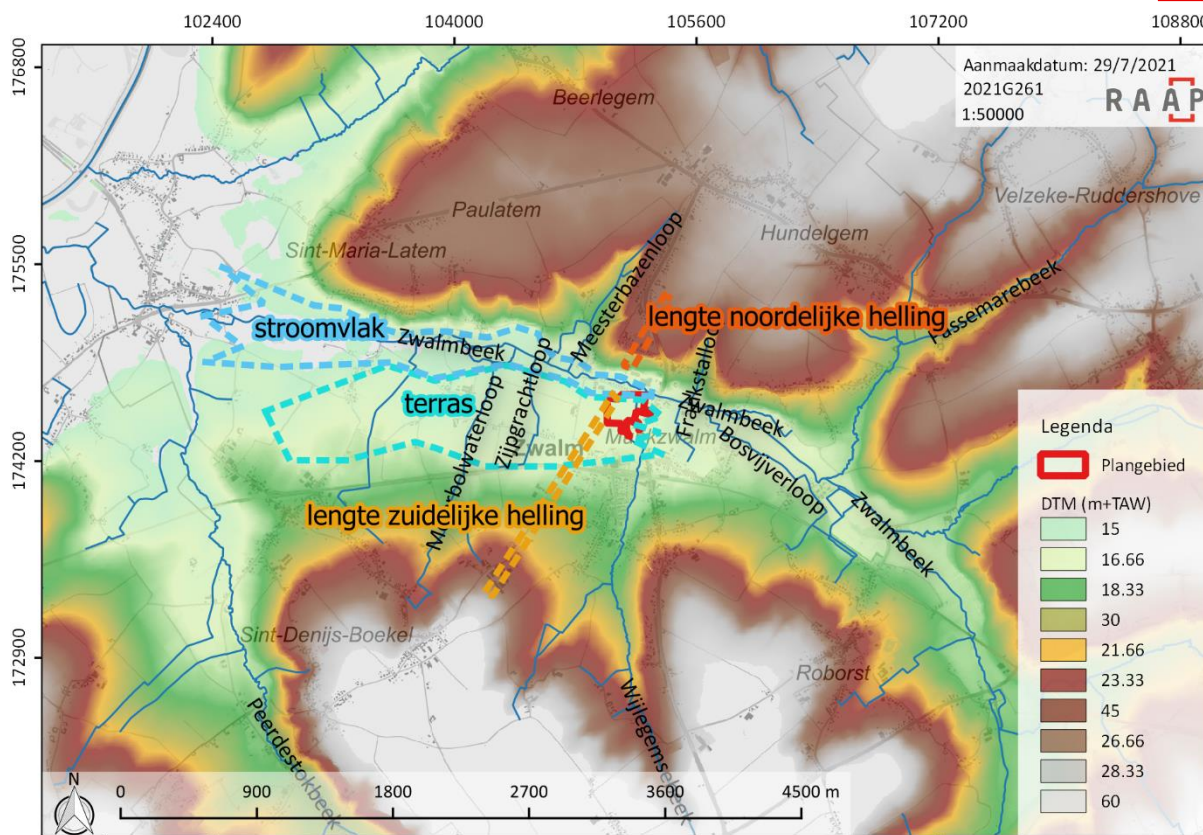 102400
104000
105600
107200
108800
176800
175500
174200
172900
Aanmaakdatum: 29/7/2021
2021G261
1:50000
RAAP
Beerlegem
Paulatem
Velzeke-Ruddershove
Hundelgem
Sint-Maria-Latem
Meesterbazenloop
Passemarebeek
lengte noordelijke helling
stroomvlak
Zwalmbeek
terras
Zijpgrachtloop
Zwalmbeek
Munkzwalm
Zwalm
Bosvijverloop
Zwalmbeek
lengte zuidelijke helling
Sint-Denijs-Boekel
Roborst
Peerdestokbeek
Wijlegemsebeek
Legenda
Plangebied
DTM (m+TAW)
15
16.66
18.33
30
21.66
23.33
45
26.66
28.33
60
N
0
900
1800
2700
3600
4500 m